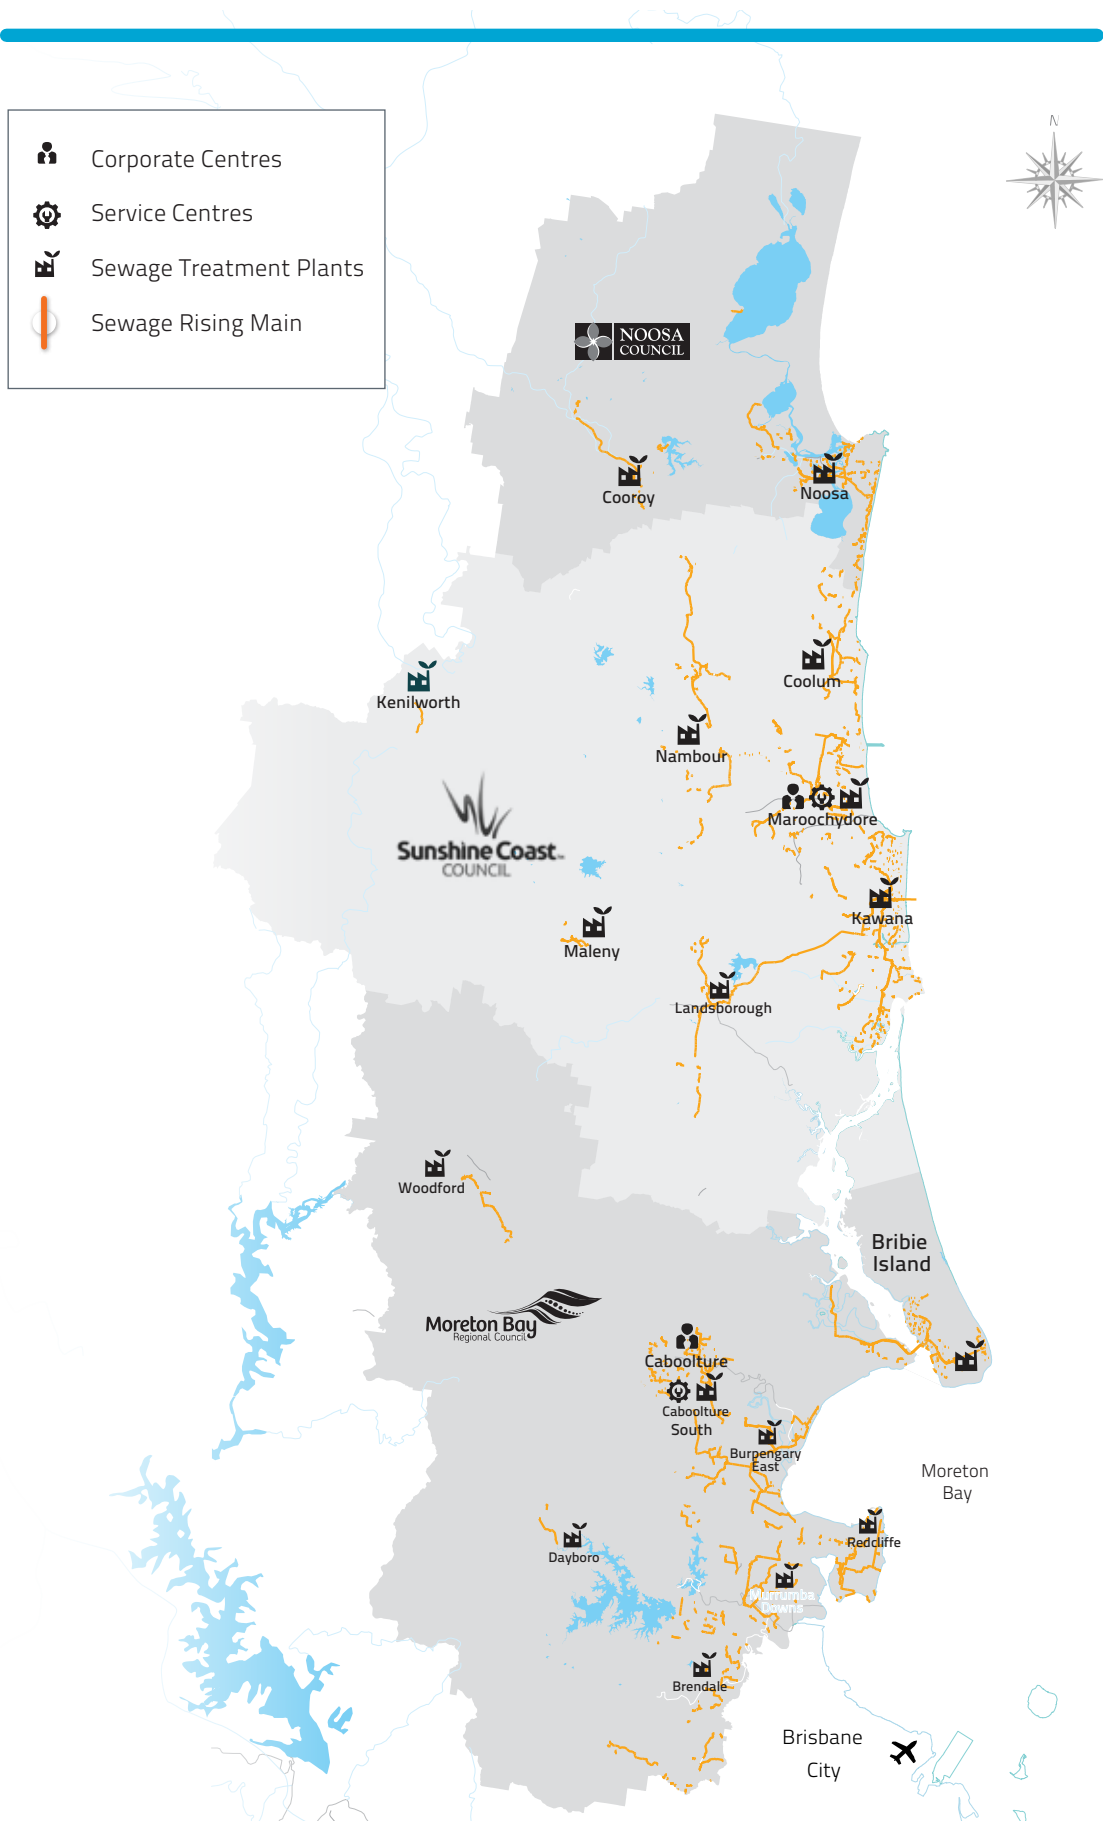 Corporate Centres
Service Centres
Sewage Treatment Plants
Sewage Rising Main
N
NOOSA
COUNCIL
Cooroy
Noosa
Coolum
Kenilworth
Nambour
Maroochydore
Sunshine Coast
COUNCIL
Kawana
Maleny
Landsborough
Woodford
Bribie
Island
Moreton Bay
Regional Council
Caboolture
Caboolture
South
Burpengary
East
Moreton
Bay
Redcliffe
Dayboro
Murrumba
Downs
Brendale
Brisbane
City